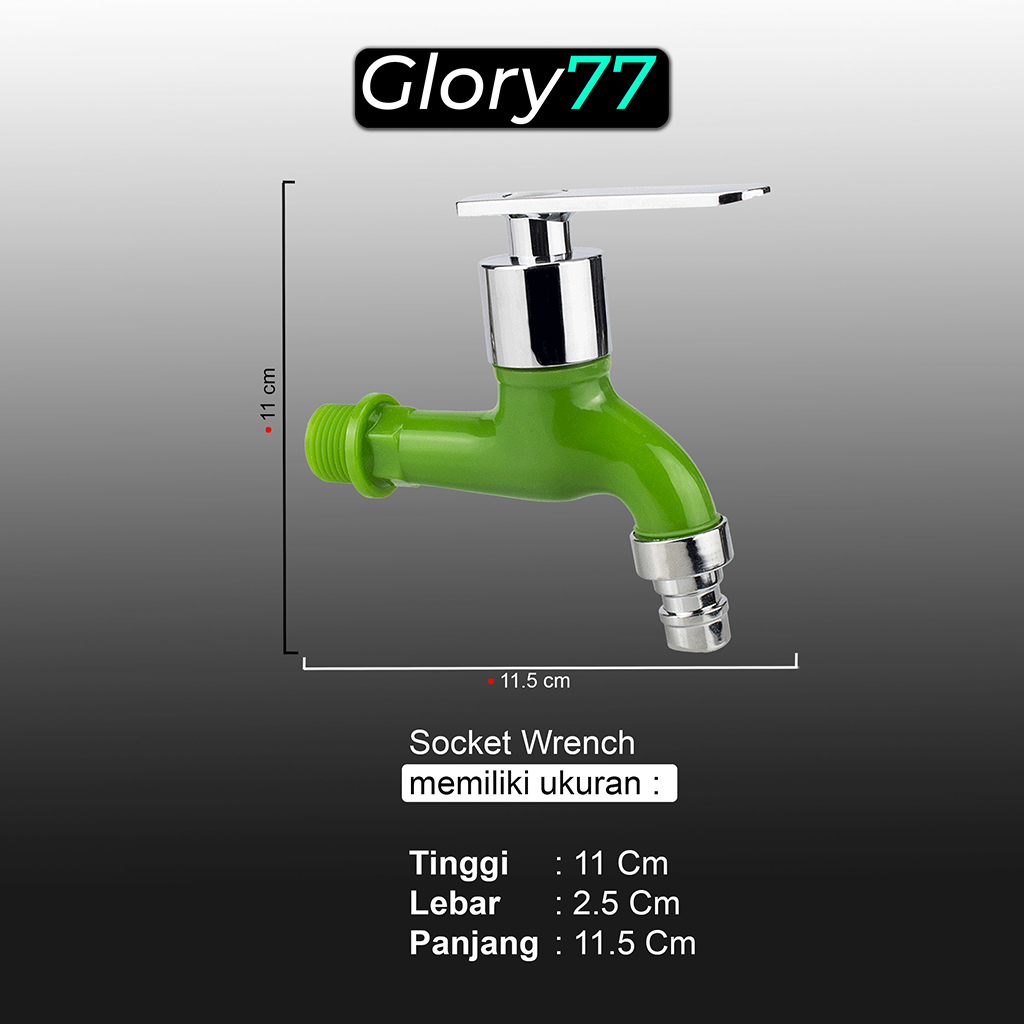 Glory77
• 11 cm
• 11.5 cm
Socket Wrench
memiliki ukuran :
Tinggi : 11 Cm
Lebar : 2.5 Cm
Panjang : 11.5 Cm